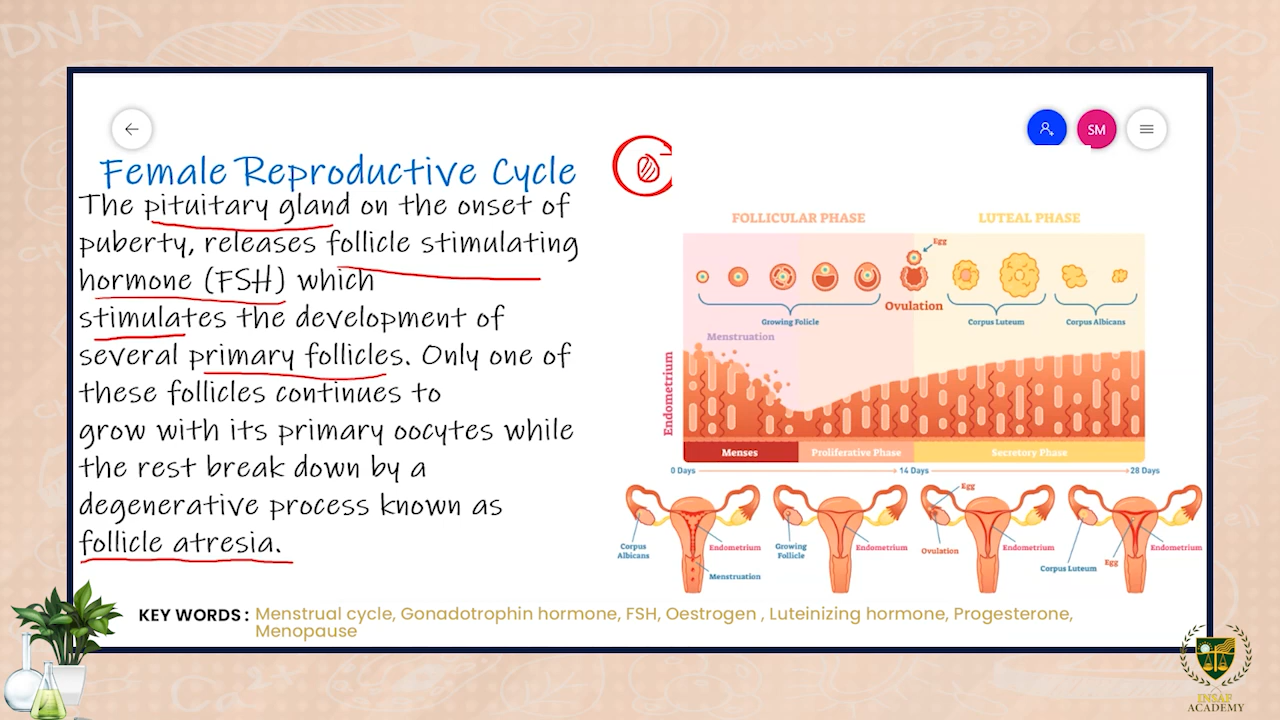 SM
Female Reproductive Cycle
The pituitary gland on the onset of
puberty, releases follicle stimulating
hormone (FSH) which
stimulates the development of
several primary follicles. Only one of
these follicles continues to
grow with its primary oocytes while
the rest break down by a
degenerative process known as
follicle atresia.
FOLLICULAR PHASE
LUTEAL PHASE
Egg
Ovulation
Growing Folicle
Corpus Luteum
Corpus Albicans
Menstruation
Endometrium
Menses
Proliferative Phase
Secretory Phase
0 Days
14 Days
28 Days
Corpus
Albicans
Endometrium
Menstruation
Growing
Follicle
Endometrium
Egg
Ovulation
Endometrium
Corpus Luteum
Egg
Endometrium
KEY WORDS : Menstrual cycle, Gonadotrophin hormone, FSH, Oestrogen , Luteinizing hormone, Progesterone,
Menopause
INSAF
ACADEMY
DNA
embryo
Cell